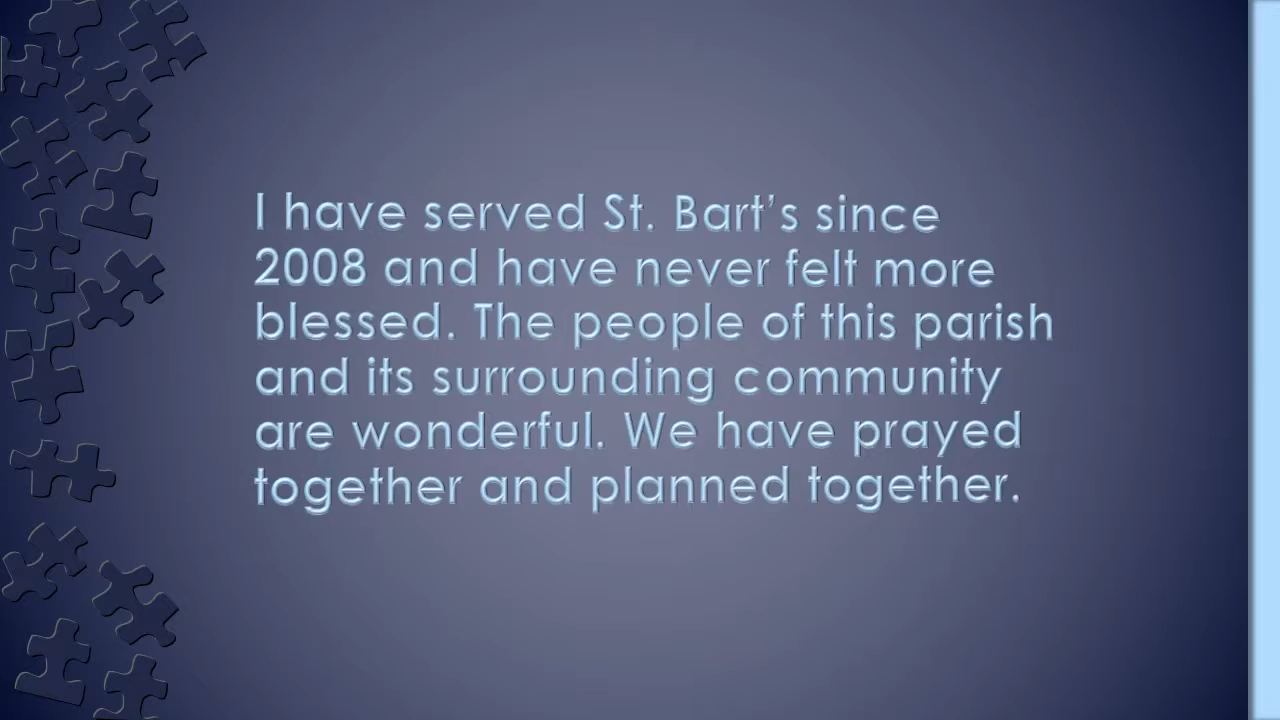 I have served St. Bart’s since
2008 and have never felt more
blessed. The people of this parish
and its surrounding community
are wonderful. We have prayed
together and planned together.